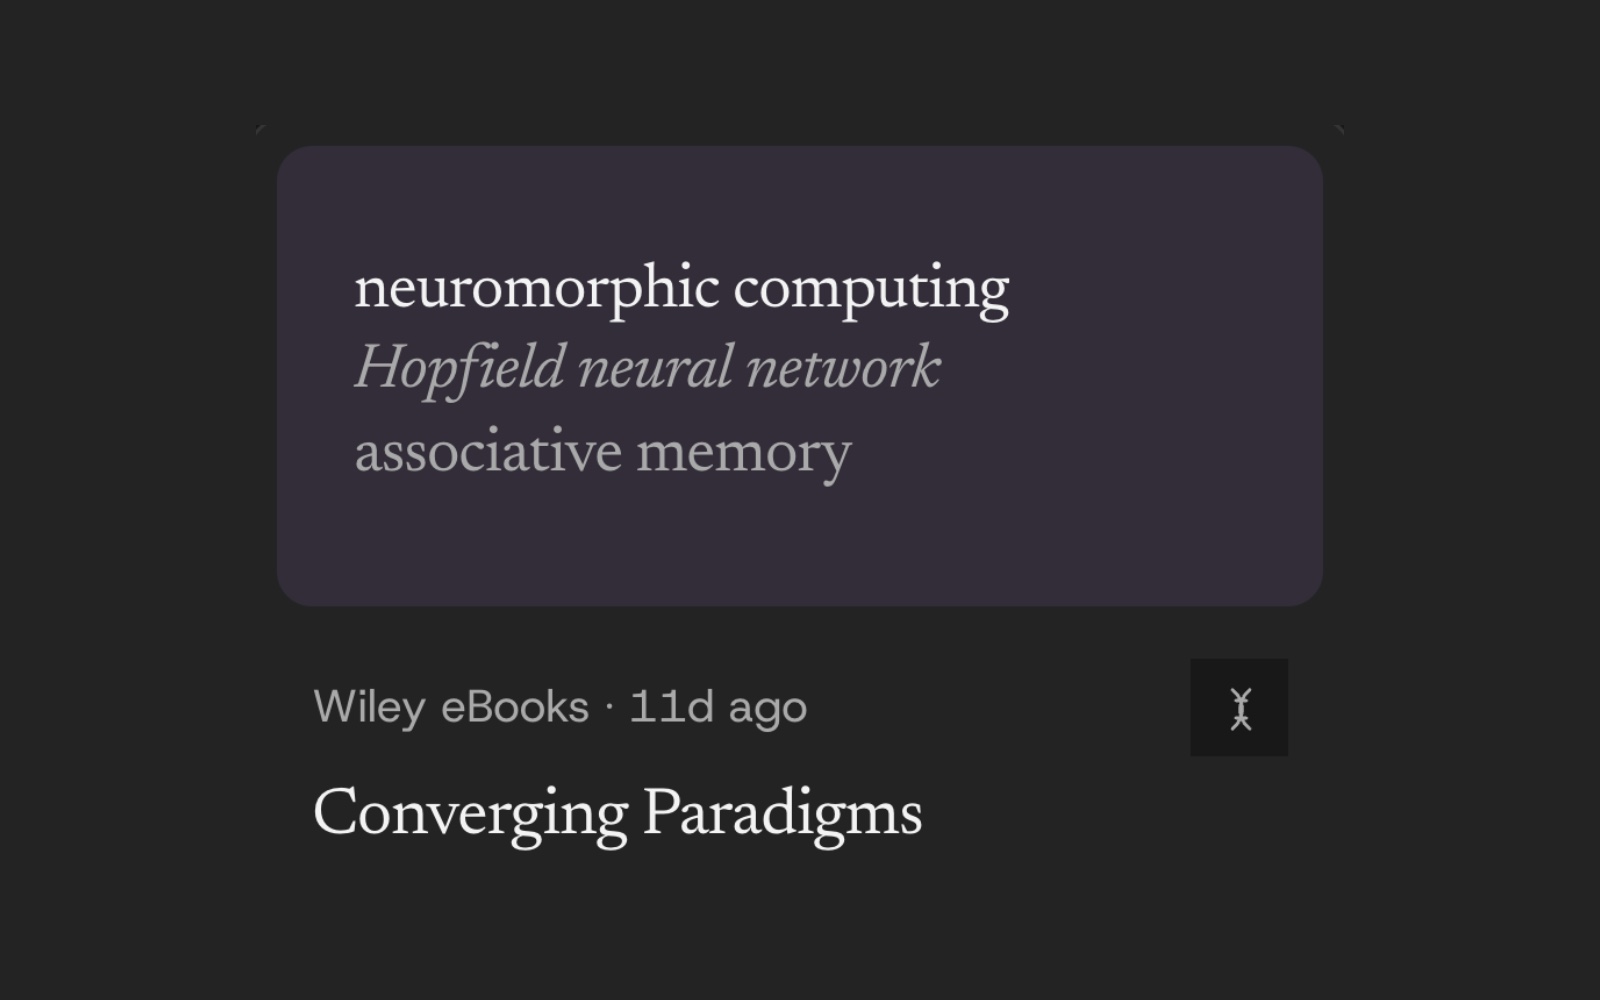 neuromorphic computing
Hopfield neural network
associative memory
Wiley eBooks · 11d ago
Converging Paradigms